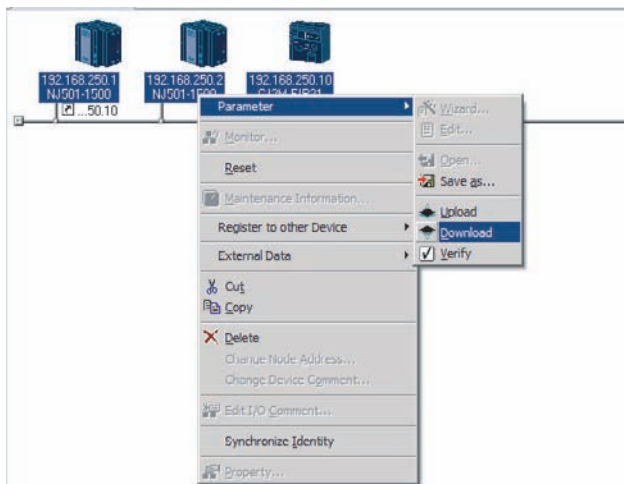 192.168.250.1
NJ501-1500
...50.10
192.168.250.2
NJ501-1500
192.168.250.10
CJ2M-EIP21
Parameter
Monitor...
Reset
Maintenance Information...
Register to other Device
External Data
Cut
Copy
Delete
Change Node Address...
Change Device Comment...
Edit I/O Comment...
Synchronize Identity
Property...
Wizard...
Edit...
Open...
Save as...
Upload
Download
Verify